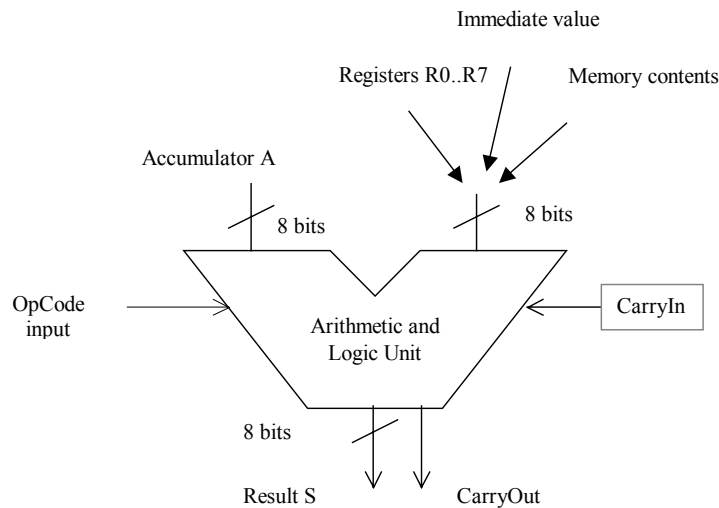 Immediate value
Registers R0..R7
Memory contents
Accumulator A
8 bits
8 bits
OpCode
input
Arithmetic and
Logic Unit
CarryIn
8 bits
Result S
CarryOut